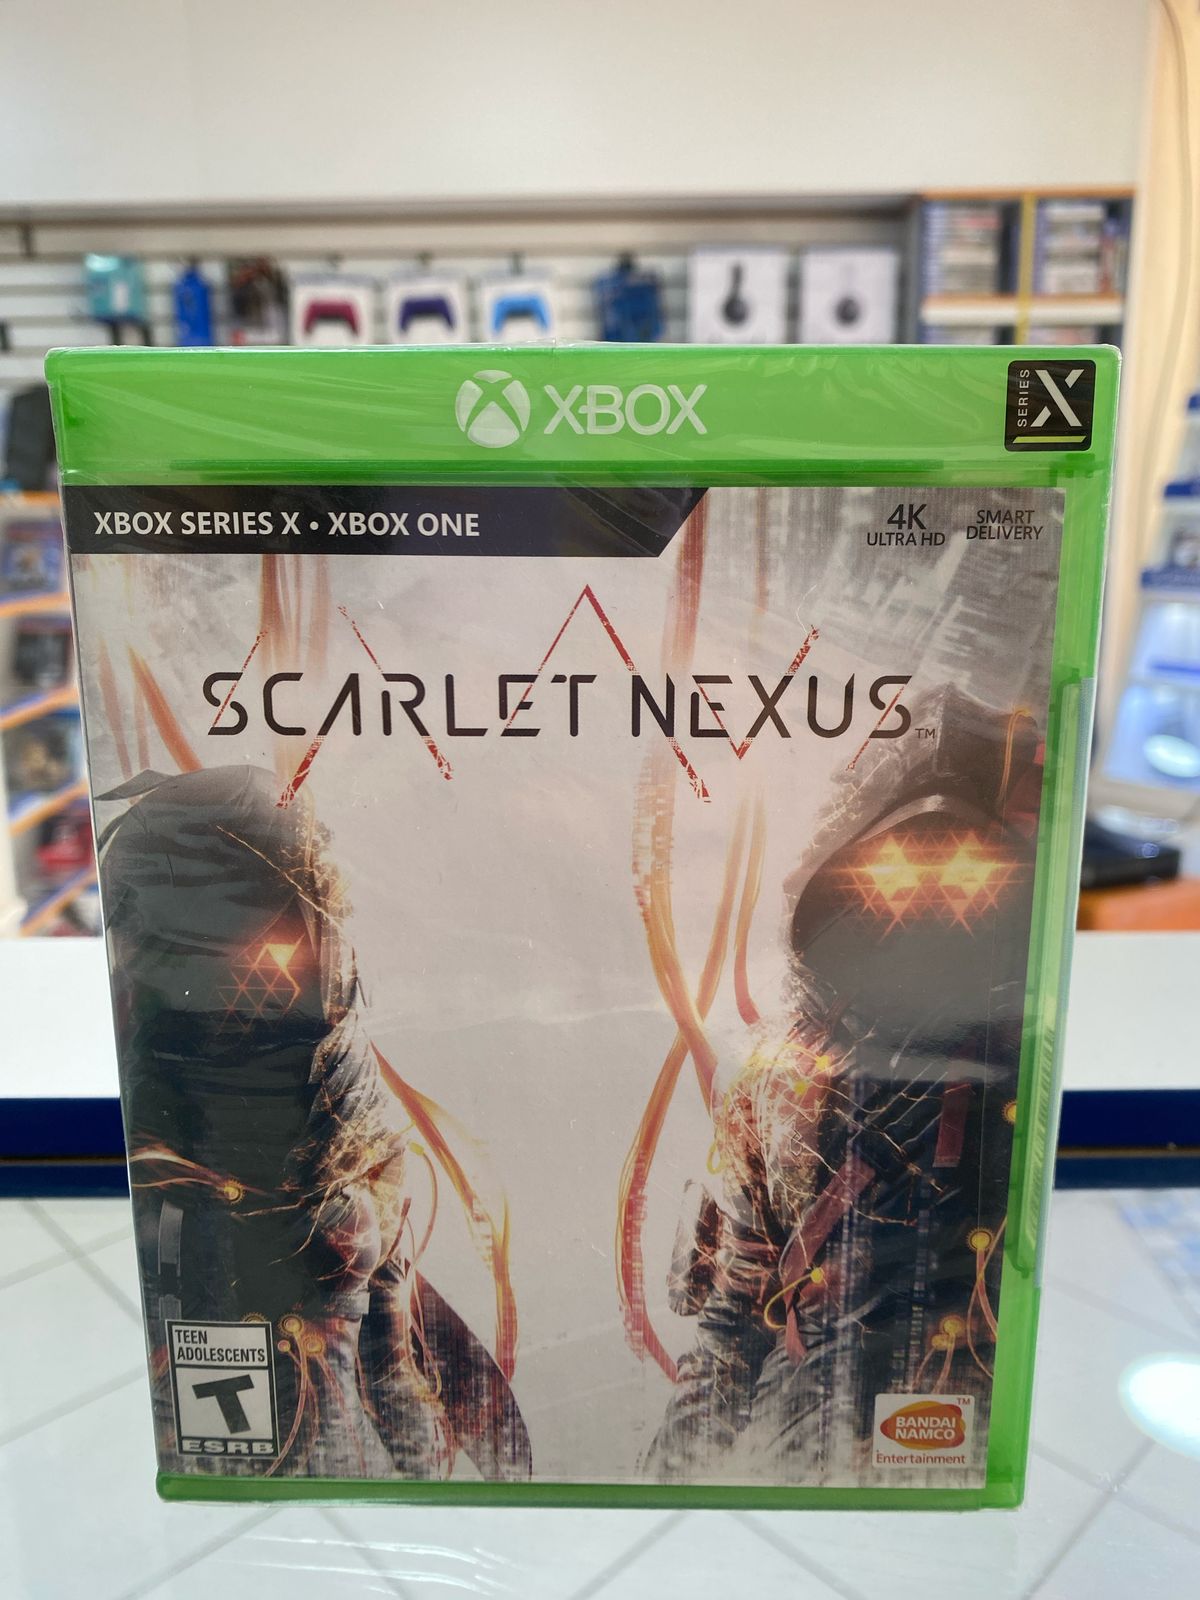 XBOX
SERIES X
XBOX SERIES X • XBOX ONE
4K
ULTRA HD
SMART
DELIVERY
SCARLET NEXUS™
TEEN
ADOLESCENTS
T
ESRB
BANDAI
NAMCO
TM
Entertainment